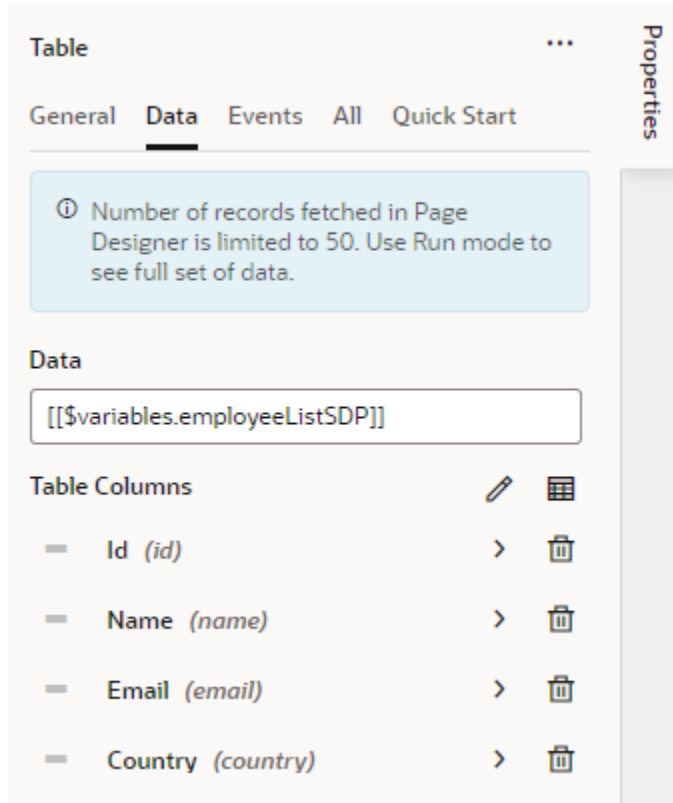 Table
Properties
General Data Events All Quick Start
Number of records fetched in Page
Designer is limited to 50. Use Run mode to
see full set of data.
Data
[[$variables.employeeListSDP]]
Table Columns
Id (id)
Name (name)
Email (email)
Country (country)